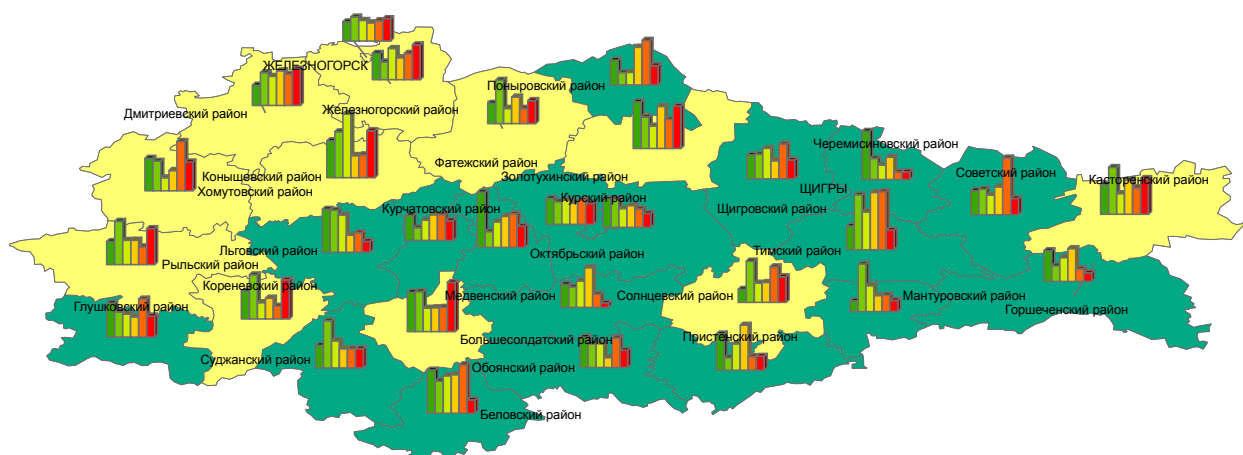 ЖЕЛЕЗНОГОРСК
Поныровский район
Дмитриевский район
Железногорский район
Черемисиновский район
Фатежский район
Золотухинский район
Советский район
Касторенский район
Конышевский район
Хомутовский район
ЩИГРЫ
Курчатовский район
Курский район
Щигровский район
Льговский район
Октябрьский район
Тимский район
Рыльский район
Кореневский район
Медвенский район
Солнцевский район
Мантуровский район
Глушковский район
Горшеченский район
Большесолдатский район
Пристенский район
Суджанский район
Обоянский район
Беловский район